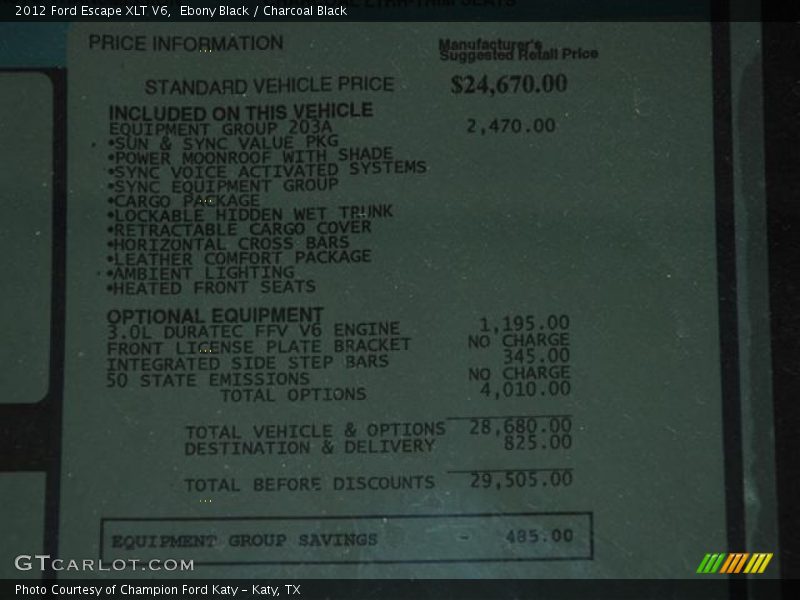 2012 Ford Escape XLT V6, Ebony Black / Charcoal Black
PRICE INFORMATION
Manufacturer's
Suggested Retail Price
STANDARD VEHICLE PRICE $24,670.00
INCLUDED ON THIS VEHICLE
EQUIPMENT GROUP 203A 2,470.00
•SUN & SYNC VALUE PKG
•POWER MOONROOF WITH SHADE
•SYNC VOICE ACTIVATED SYSTEMS
•SYNC EQUIPMENT GROUP
•CARGO PACKAGE
•LOCKABLE HIDDEN WET TRUNK
•RETRACTABLE CARGO COVER
•HORIZONTAL CROSS BARS
•LEATHER COMFORT PACKAGE
•AMBIENT LIGHTING
•HEATED FRONT SEATS
OPTIONAL EQUIPMENT
3.0L DURATEC FFV V6 ENGINE 1,195.00
FRONT LICENSE PLATE BRACKET NO CHARGE
INTEGRATED SIDE STEP BARS 345.00
50 STATE EMISSIONS NO CHARGE
TOTAL OPTIONS 4,010.00
TOTAL VEHICLE & OPTIONS 28,680.00
DESTINATION & DELIVERY 825.00
TOTAL BEFORE DISCOUNTS 29,505.00
EQUIPMENT GROUP SAVINGS - 485.00
GTCARLOT.COM
Photo Courtesy of Champion Ford Katy - Katy, TX